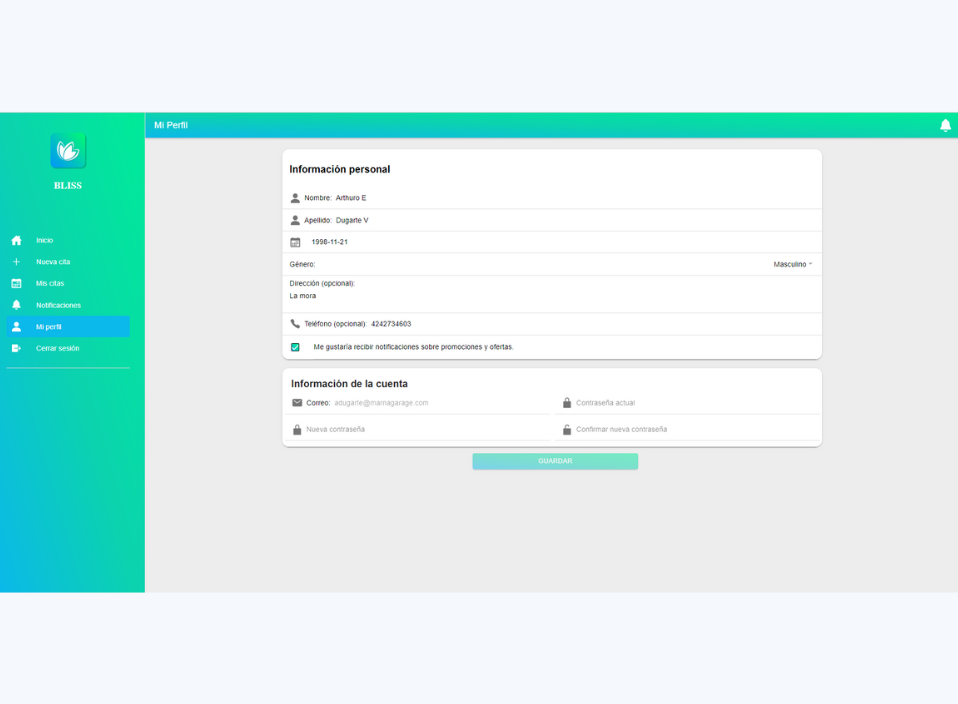 Mi Perfil
BLISS
Inicio
Nueva cita
Mis citas
Notificaciones
Mi perfil
Cerrar sesión
Información personal
Nombre: Arthuro E
Apellido: Dugarte V
1998-11-21
Género: Masculino
Dirección (opcional):
La mora
Teléfono (opcional): 4242734603
Me gustaría recibir notificaciones sobre promociones y ofertas.
Información de la cuenta
Correo: adugarte@mamagarage.com Contraseña actual
Nueva contraseña Confirmar nueva contraseña
GUARDAR